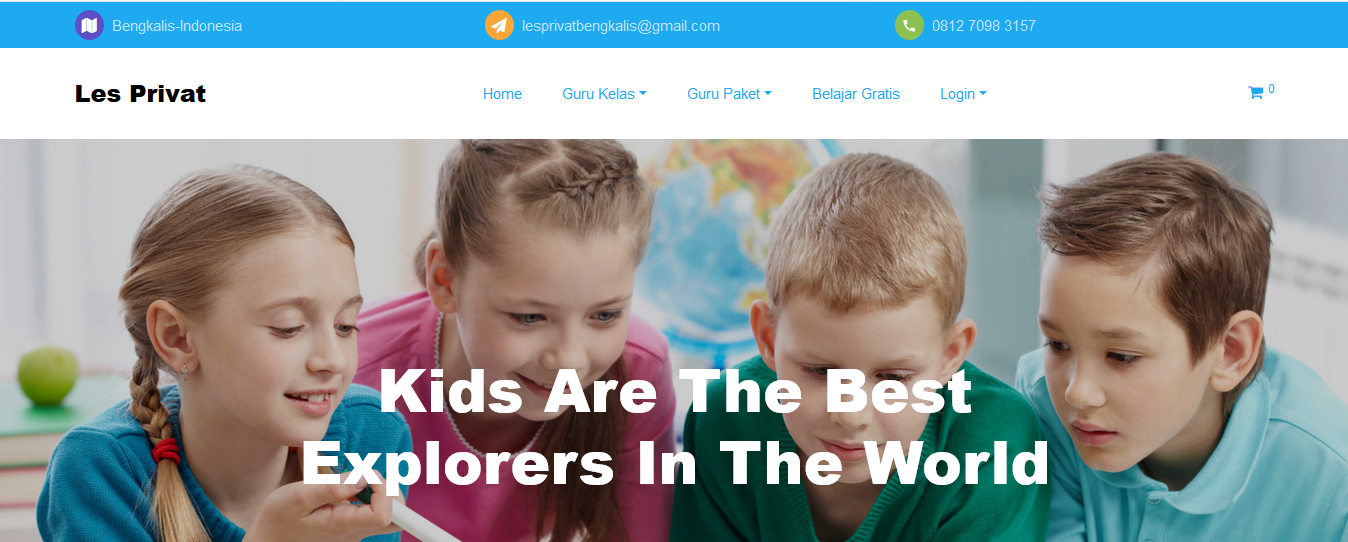 Bengkalis-Indonesia
lesprivatbengkalis@gmail.com
0812 7098 3157
Les Privat
Home
Guru Kelas
Guru Paket
Belajar Gratis
Login
0
Kids Are The Best
Explorers In The World